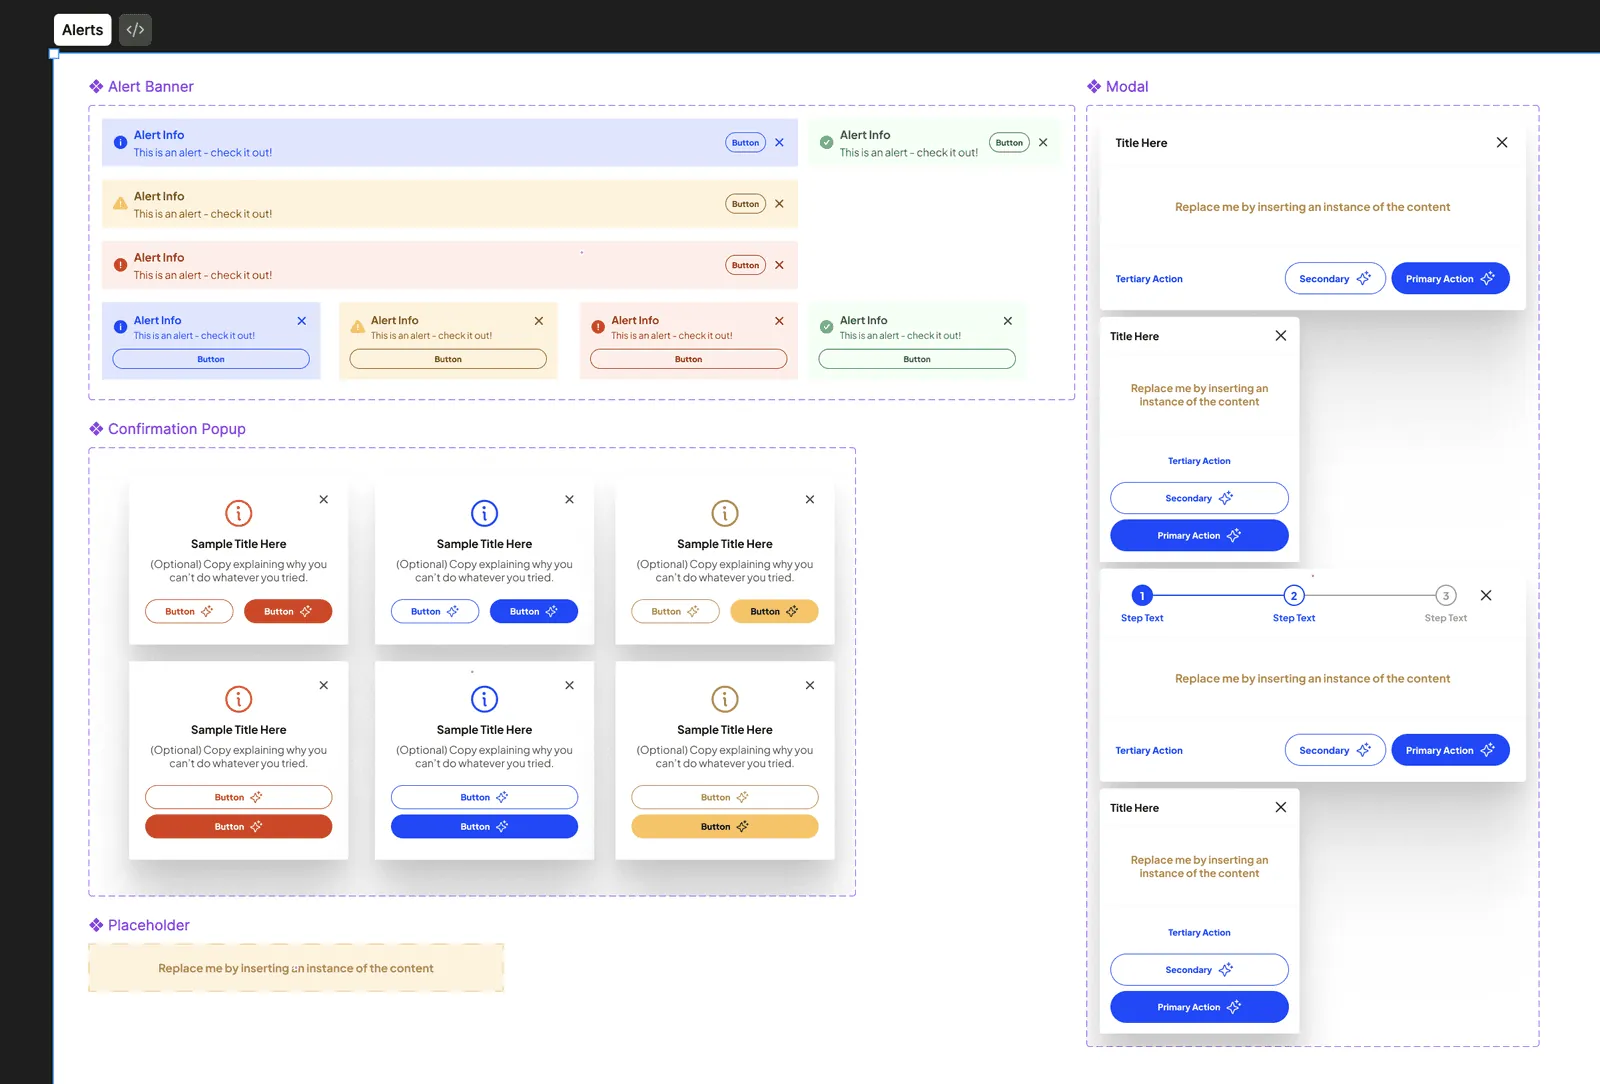 Alerts
</>
Alert Banner
Alert Info
This is an alert - check it out!
Button
Alert Info
This is an alert - check it out!
Button
Alert Info
This is an alert - check it out!
Button
Alert Info
This is an alert - check it out!
Button
Alert Info
This is an alert - check it out!
Button
Alert Info
This is an alert - check it out!
Button
Alert Info
This is an alert - check it out!
Button
Alert Info
This is an alert - check it out!
Button
Confirmation Popup
Sample Title Here
(Optional) Copy explaining why you
can't do whatever you tried.
Button
Button
Sample Title Here
(Optional) Copy explaining why you
can't do whatever you tried.
Button
Button
Sample Title Here
(Optional) Copy explaining why you
can't do whatever you tried.
Button
Button
Sample Title Here
(Optional) Copy explaining why you
can't do whatever you tried.
Button
Button
Sample Title Here
(Optional) Copy explaining why you
can't do whatever you tried.
Button
Button
Sample Title Here
(Optional) Copy explaining why you
can't do whatever you tried.
Button
Button
Placeholder
Replace me by inserting an instance of the content
Modal
Title Here
Replace me by inserting an instance of the content
Tertiary Action
Secondary
Primary Action
Title Here
Replace me by inserting an
instance of the content
Tertiary Action
Secondary
Primary Action
1
2
3
Step Text
Step Text
Step Text
Replace me by inserting an instance of the content
Tertiary Action
Secondary
Primary Action
Title Here
Replace me by inserting an
instance of the content
Tertiary Action
Secondary
Primary Action